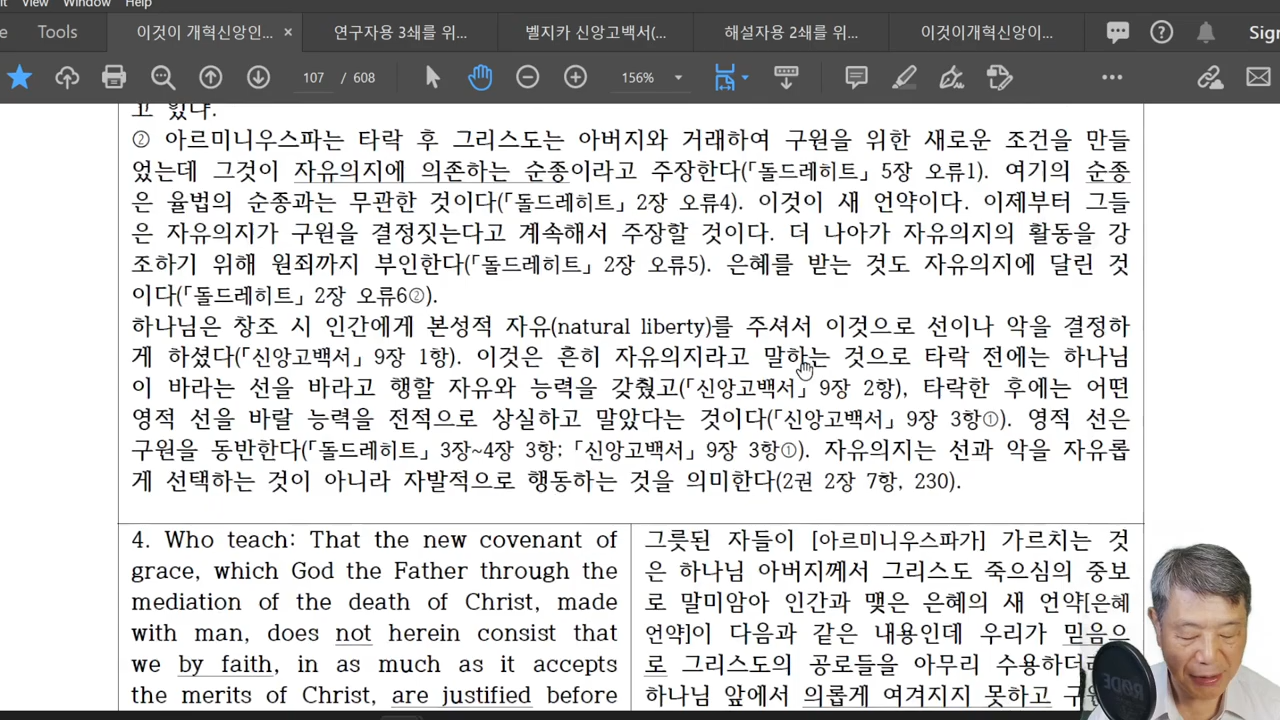 View Window Help
Tools 이것이 개혁신앙인... × 연구자용 3쇄를 위... 벨지카 신앙고백서(... 해설자용 2쇄를 위... 이것이개혁신앙이... Sign
107 / 608 156%
고 있다.
② 아르미니우스파는 타락 후 그리스도는 아버지와 거래하여 구원을 위한 새로운 조건을 만들
었는데 그것이 자유의지에 의존하는 순종이라고 주장한다(「돌드레히트」 5장 오류1). 여기의 순종
은 율법의 순종과는 무관한 것이다(「돌드레히트」 2장 오류4). 이것이 새 언약이다. 이제부터 그들
은 자유의지가 구원을 결정짓는다고 계속해서 주장할 것이다. 더 나아가 자유의지의 활동을 강
조하기 위해 원죄까지 부인한다(「돌드레히트」 2장 오류5). 은혜를 받는 것도 자유의지에 달린 것
이다(「돌드레히트」 2장 오류6②).
하나님은 창조 시 인간에게 본성적 자유(natural liberty)를 주셔서 이것으로 선이나 악을 결정하
게 하셨다(「신앙고백서」 9장 1항). 이것은 흔히 자유의지라고 말하는 것으로 타락 전에는 하나님
이 바라는 선을 바라고 행할 자유와 능력을 갖췄고(「신앙고백서」 9장 2항), 타락한 후에는 어떤
영적 선을 바랄 능력을 전적으로 상실하고 말았다는 것이다(「신앙고백서」 9장 3항①). 영적 선은
구원을 동반한다(「돌드레히트」 3장~4장 3항; 「신앙고백서」 9장 3항①). 자유의지는 선과 악을 자유롭
게 선택하는 것이 아니라 자발적으로 행동하는 것을 의미한다(2권 2장 7항, 230).
4. Who teach: That the new covenant of
grace, which God the Father through the
mediation of the death of Christ, made
with man, does not herein consist that
we by faith, in as much as it accepts
the merits of Christ, are justified before
그릇된 자들이 [아르미니우스파가] 가르치는 것
은 하나님 아버지께서 그리스도 죽으심의 중보
로 말미암아 인간과 맺은 은혜의 새 언약[은혜
언약]이 다음과 같은 내용인데 우리가 믿음으
로 그리스도의 공로들을 아무리 수용하더라
하나님 앞에서 의롭게 여겨지지 못하고 구원
RODE